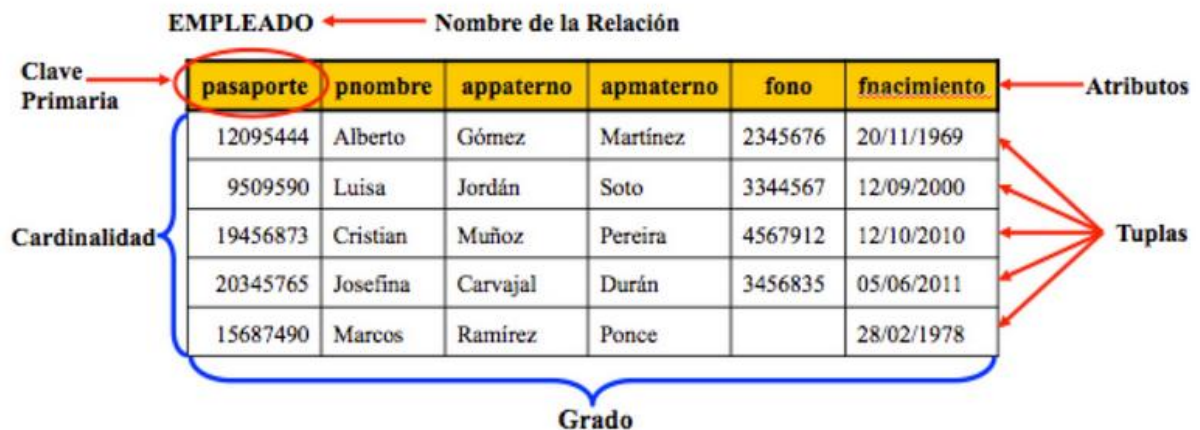 EMPLEADO Nombre de la Relación
Clave Primaria
pasaporte pnombre appaterno apmaterno fono fnacimiento
Atributos
12095444 Alberto Gómez Martínez 2345676 20/11/1969
9509590 Luisa Jordán Soto 3344567 12/09/2000
Cardinalidad
19456873 Cristian Muñoz Pereira 4567912 12/10/2010
Tuplas
20345765 Josefina Carvajal Durán 3456835 05/06/2011
15687490 Marcos Ramírez Ponce 28/02/1978
Grado